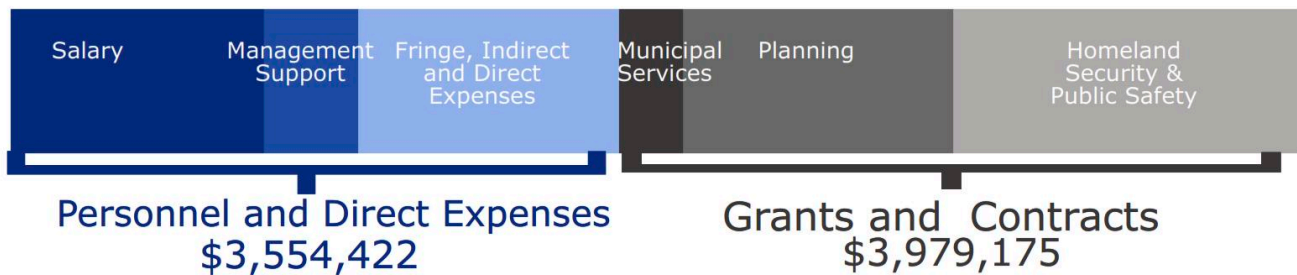 Salary
Management
Support
Fringe, Indirect
and Direct
Expenses
Municipal
Services
Planning
Homeland
Security &
Public Safety
Personnel and Direct Expenses
$3,554,422
Grants and Contracts
$3,979,175